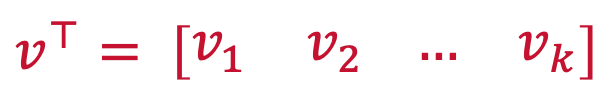 v⊤ = [v1 v2 … vk]